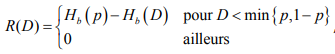 R(D) = { H_b(p) − H_b(D) pour D < min{p,1-p}
0 ailleurs ,